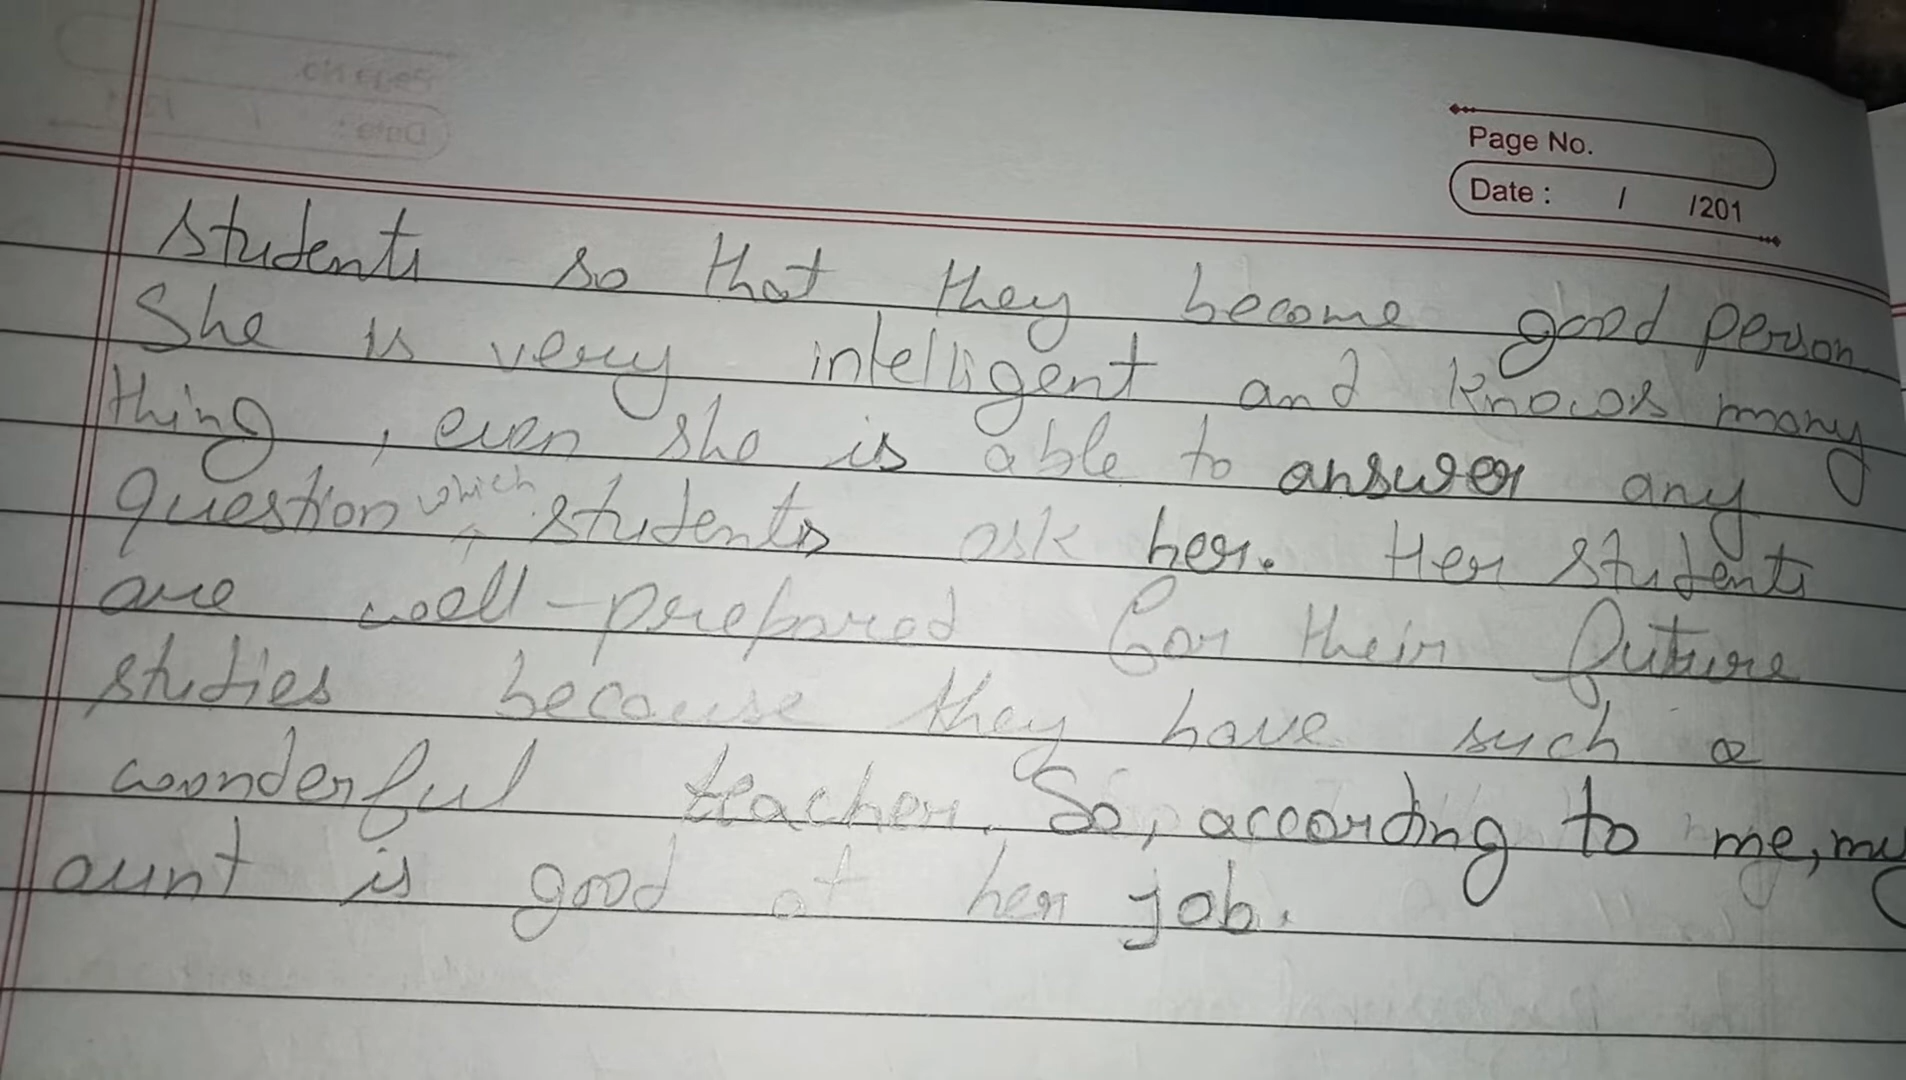 Page No.
Date : / /201
students so that they become good person
She is very intelligent and knows many
thing, even she is able to answer any
question which students ask her. Her students
are well-prepared for their future
studies because they have such a
wonderful teacher. So, according to me, my
aunt is good at her job.